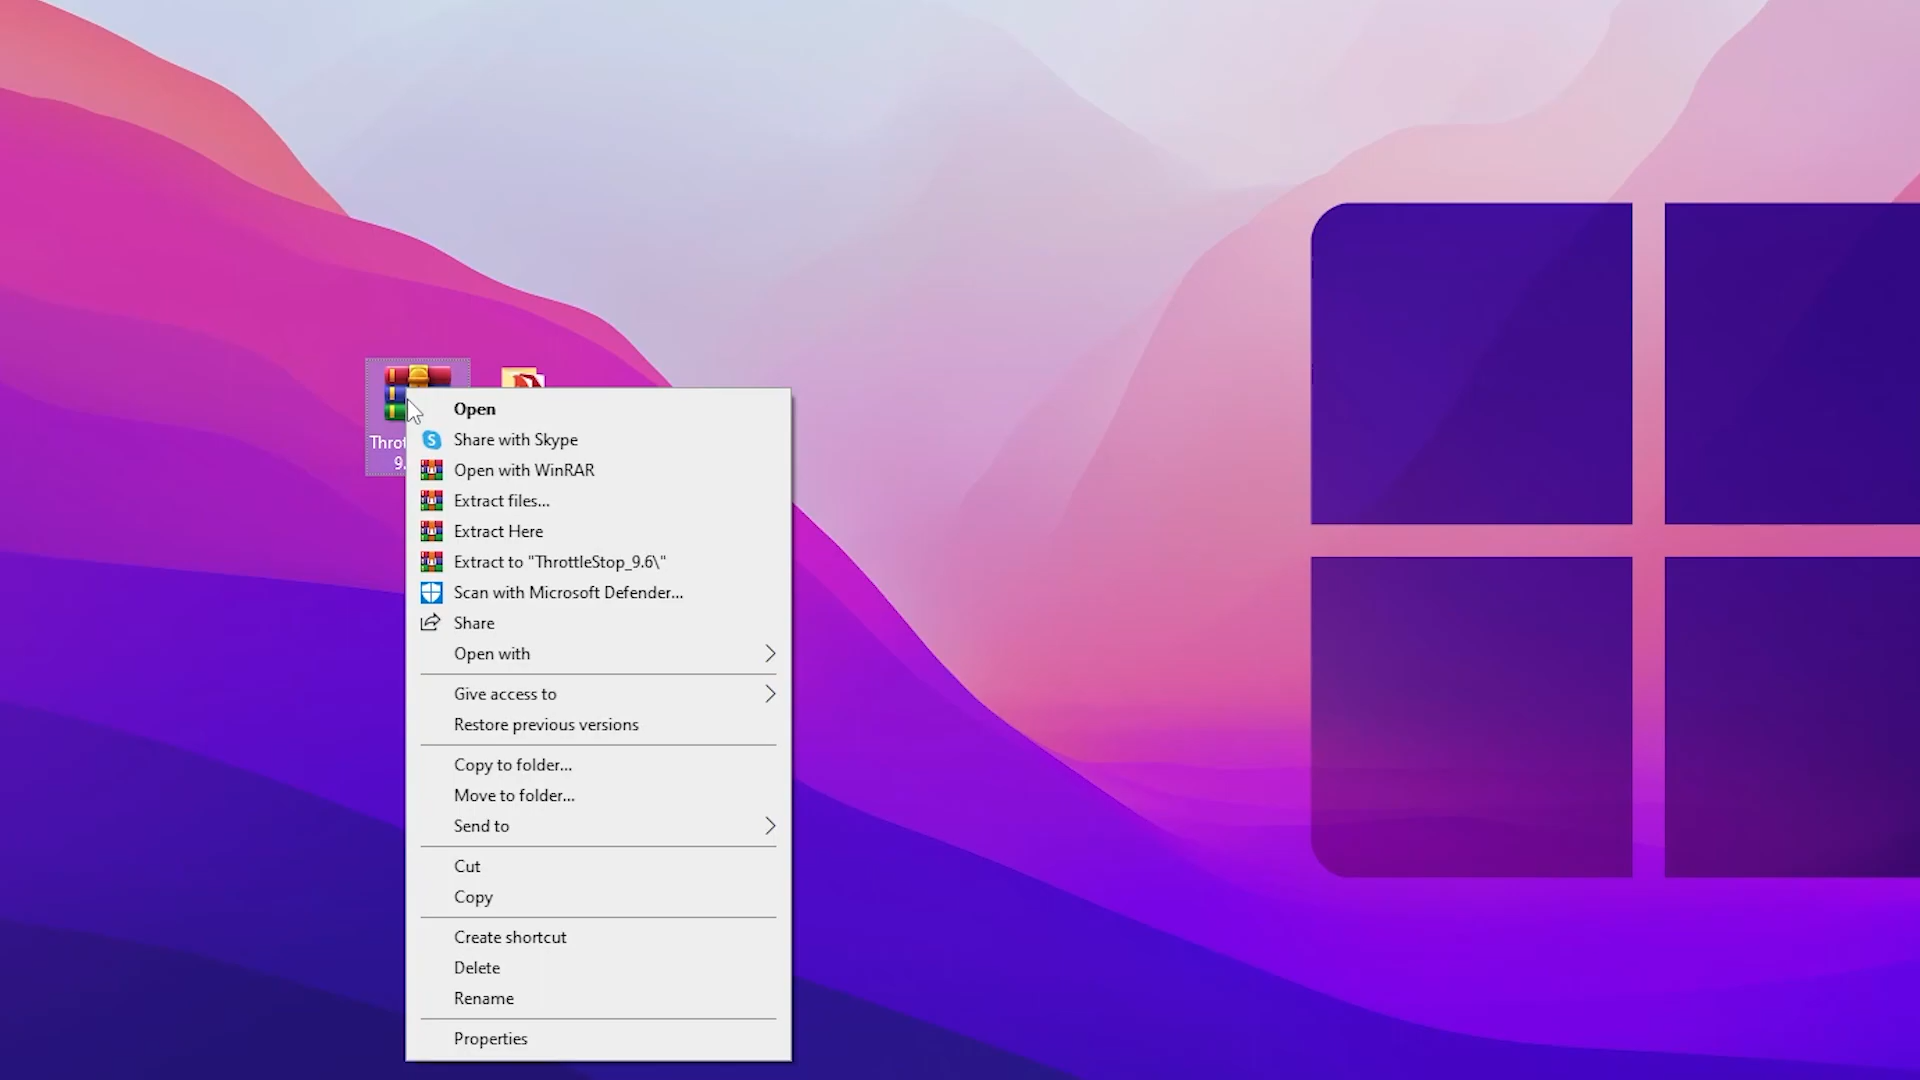 Throt
9.
Open
Share with Skype
Open with WinRAR
Extract files...
Extract Here
Extract to "ThrottleStop_9.6\"
Scan with Microsoft Defender...
Share
Open with
Give access to
Restore previous versions
Copy to folder...
Move to folder...
Send to
Cut
Copy
Create shortcut
Delete
Rename
Properties